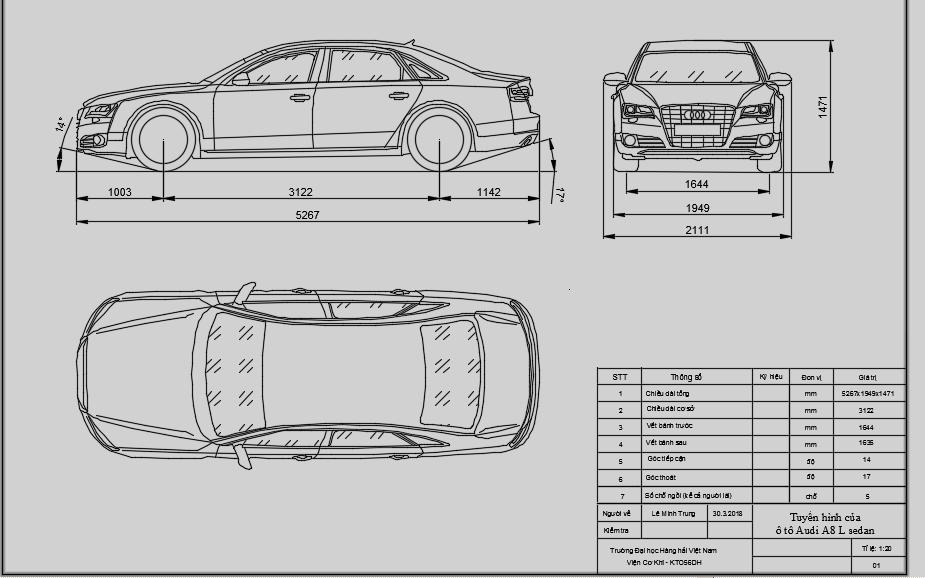 14°
1003
3122
1142
17°
5267
1471
1644
1949
2111
STT Thông số Ký hiệu Đơn vị Giá trị
1 Chiều dài tổng mm 5267x1949x1471
2 Chiều dài cơ sở mm 3122
3 Vết bánh trước mm 1644
4 Vết bánh sau mm 1635
5 Góc tiếp cận độ 14
6 Góc thoát độ 17
7 Số chỗ ngồi (kể cả người lái) chỗ 5
Người vẽ Lê Minh Trung 30.3.2018
Kiểm tra
Tuyến hình của
ô tô Audi A8 L sedan
Trường Đại học Hàng hải Việt Nam
Viện Cơ Khí - KTO56DH
Tỉ lệ: 1:20
01